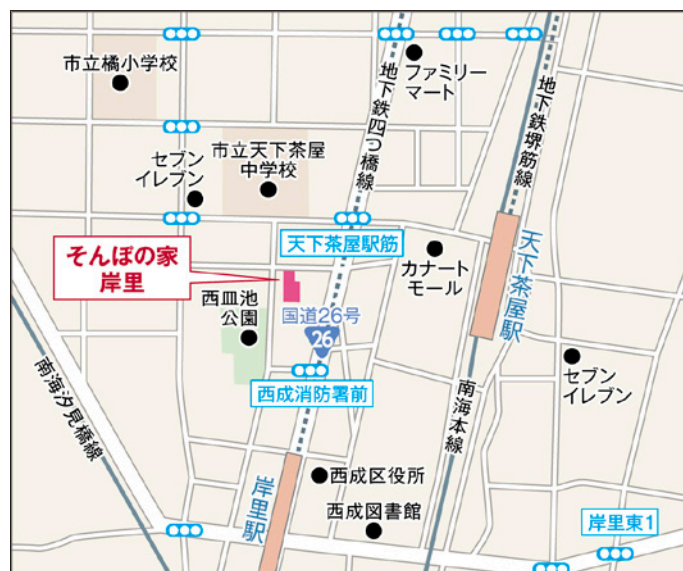 市立橘小学校
ファミリー
マート
地下鉄四つ橋線
地下鉄堺筋線
セブン
イレブン
市立天下茶屋
中学校
天下茶屋駅筋
そんぽの家
岸里
カナート
モール
天下茶屋駅
西皿池
公園
国道26号
26
セブン
イレブン
南海汐見橋線
西成消防署前
南海本線
岸里駅
西成区役所
西成図書館
岸里東1